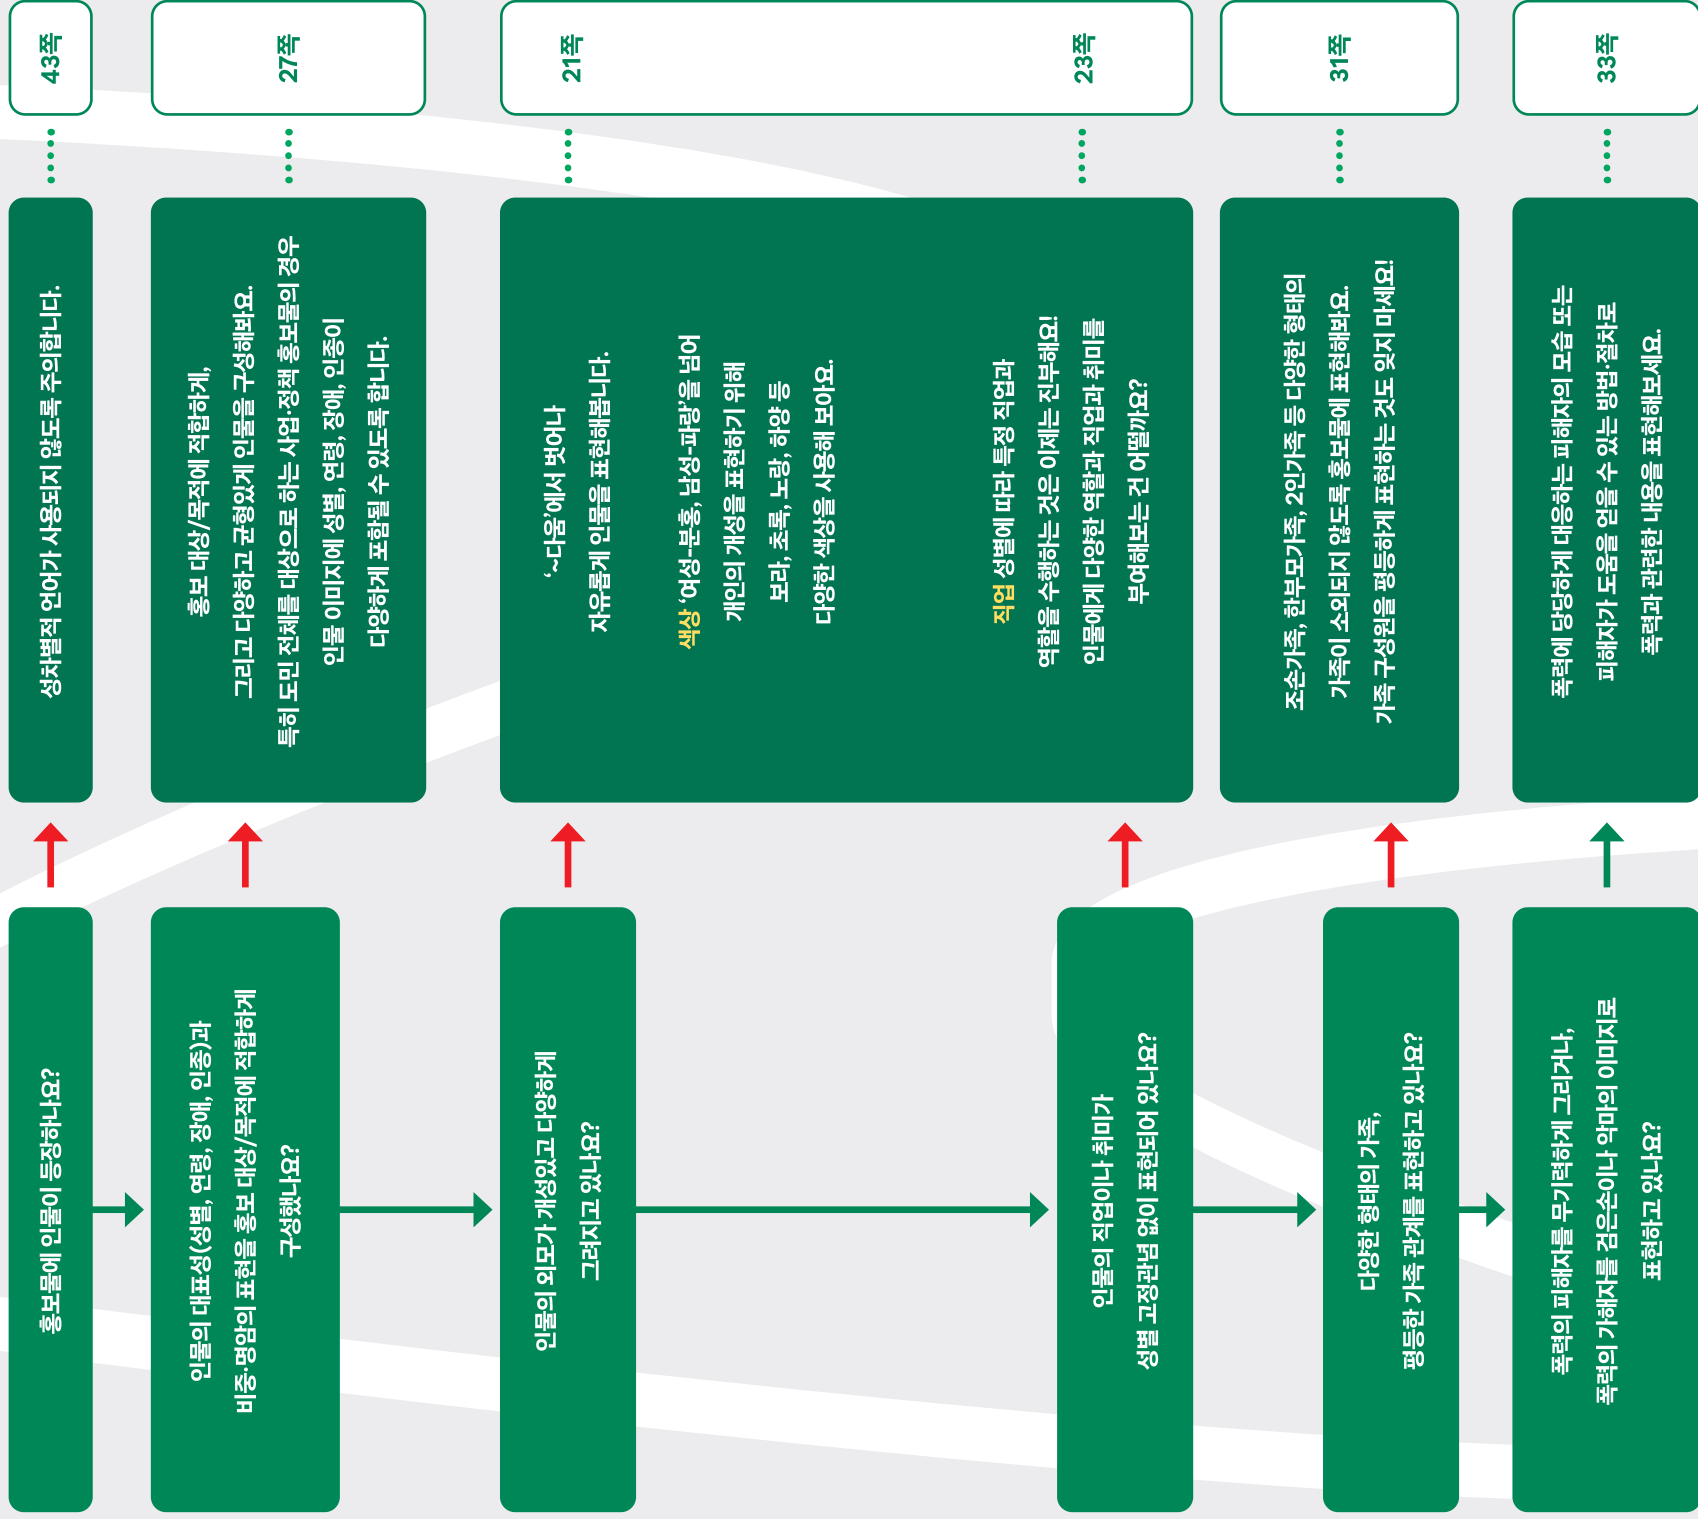 홍보물에 인물이 등장하나요?
성차별적 언어가 사용되지 않도록 주의합니다.
43쪽
인물의 대표성(성별, 연령, 장애, 인종)과
비중·명암의 표현을 홍보 대상/목적에 적합하게
구성했나요?
홍보 대상/목적에 적합하게,
그리고 다양하고 균형있게 인물을 구성해봐요.
특히 도민 전체를 대상으로 하는 사업·정책 홍보물의 경우
인물 이미지에 성별, 연령, 장애, 인종이
다양하게 포함될 수 있도록 합니다.
27쪽
인물의 외모가 개성있고 다양하게
그려지고 있나요?
‘~다움’에서 벗어나
자유롭게 인물을 표현해봅니다.
색상 ‘여성-분홍, 남성-파랑’을 넘어
개인의 개성을 표현하기 위해
보라, 초록, 노랑, 하양 등
다양한 색상을 사용해 보아요.
21쪽
인물의 직업이나 취미가
성별 고정관념 없이 표현되어 있나요?
직업 성별에 따라 특정 직업과
역할을 수행하는 것은 이제는 진부해요!
인물에게 다양한 역할과 직업과 취미를
부여해보는 건 어떨까요?
23쪽
다양한 형태의 가족,
평등한 가족 관계를 표현하고 있나요?
조손가족, 한부모가족, 2인가족 등 다양한 형태의
가족이 소외되지 않도록 홍보물에 표현해봐요.
가족 구성원을 평등하게 표현하는 것도 잊지 마세요!
31쪽
폭력의 피해자를 무기력하게 그리거나,
폭력의 가해자를 검은손이나 악마의 이미지로
표현하고 있나요?
폭력에 당당하게 대응하는 피해자의 모습 또는
피해자가 도움을 얻을 수 있는 방법·절차로
폭력과 관련한 내용을 표현해보세요.
33쪽